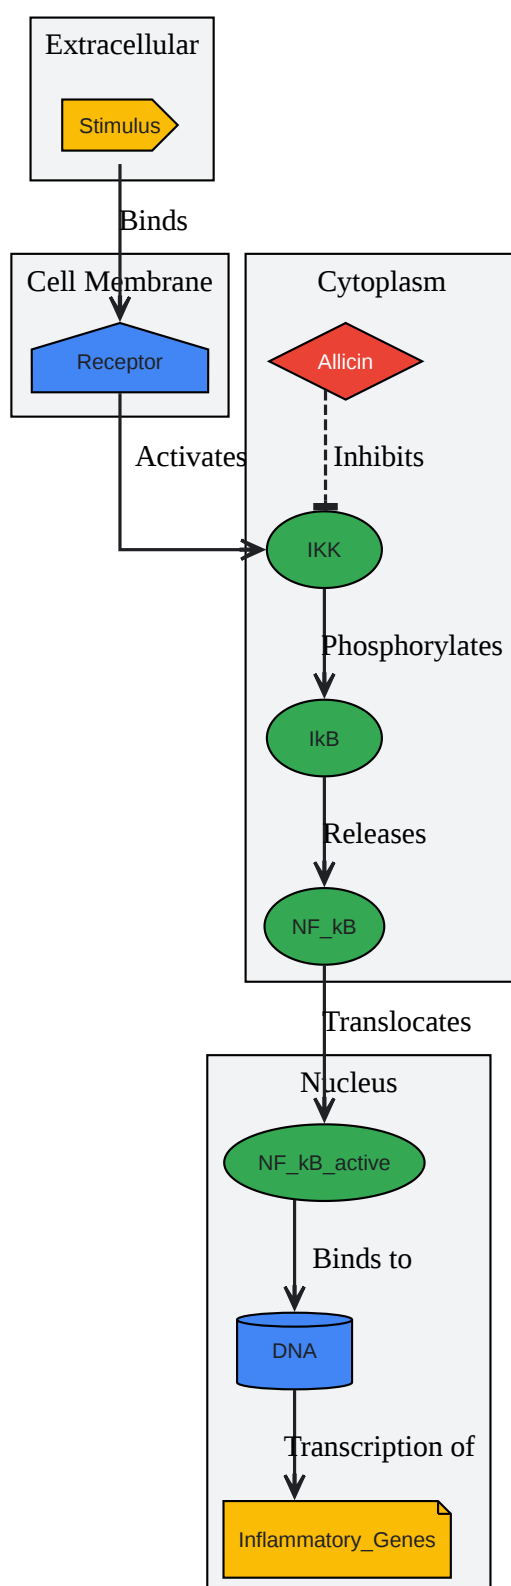 Extracellular
Stimulus
Binds
Cell Membrane
Cytoplasm
Receptor
Allicin
Activates
Inhibits
IKK
Phosphorylates
IkB
Releases
NF_kB
Translocates
Nucleus
NF_kB_active
Binds to
DNA
Transcription of
Inflammatory_Genes